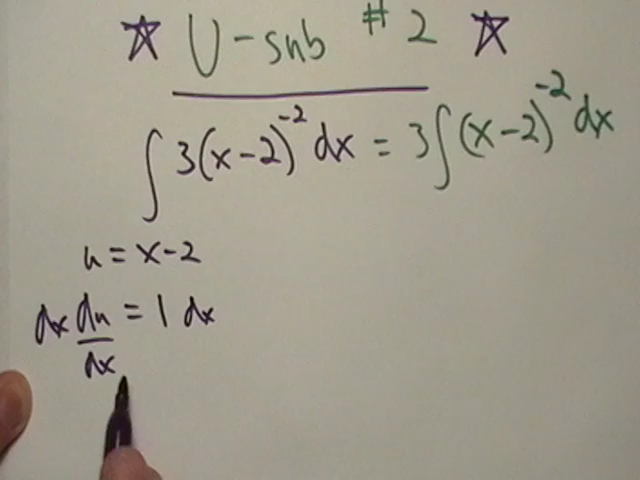 ☆ U-sub #2 ☆
∫ 3(x-2)⁻² dx = 3∫(x-2)⁻² dx
u = x-2
dx du/dx = 1 dx